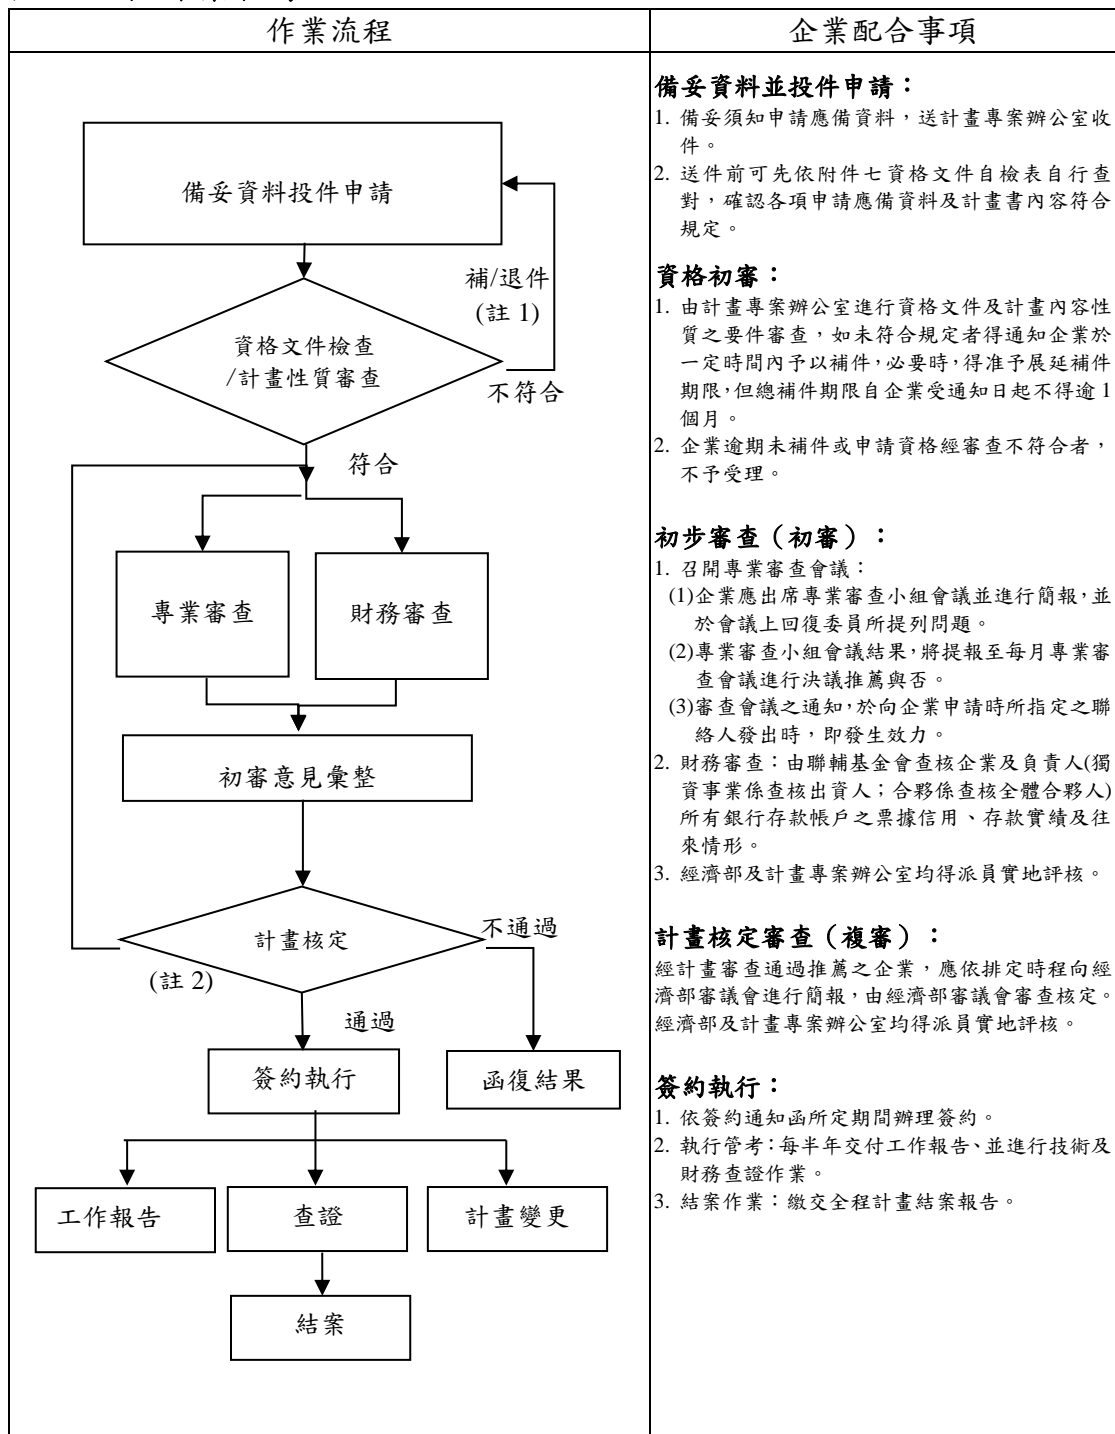 作業流程
企業配合事項
備妥資料投件申請
補/退件
(註 1)
資格文件檢查
/計畫性質審查
不符合
符合
專業審查
財務審查
初審意見彙整
計畫核定
不通過
(註 2)
通過
簽約執行
函復結果
工作報告
查證
計畫變更
結案
備妥資料並投件申請：
1. 備妥須知申請應備資料，送計畫專案辦公室收
件。
2. 送件前可先依附件七資格文件自檢表自行查
對，確認各項申請應備資料及計畫書內容符合
規定。
資格初審：
1. 由計畫專案辦公室進行資格文件及計畫內容性
質之要件審查，如未符合規定者得通知企業於
一定時間內予以補件，必要時，得准予展延補件
期限，但總補件期限自企業受通知日起不得逾 1
個月。
2. 企業逾期未補件或申請資格經審查不符合者，
不予受理。
初步審查（初審）：
1. 召開專業審查會議：
(1)企業應出席專業審查小組會議並進行簡報，並
於會議上回復委員所提列問題。
(2)專業審查小組會議結果，將提報至每月專業審
查會議進行決議推薦與否。
(3)審查會議之通知，於向企業申請時所指定之聯
絡人發出時，即發生效力。
2. 財務審查：由聯輔基金會查核企業及負責人(獨
資事業係查核出資人；合夥係查核全體合夥人)
所有銀行存款帳戶之票據信用、存款實績及往
來情形。
3. 經濟部及計畫專案辦公室均得派員實地評核。
計畫核定審查（複審）：
經計畫審查通過推薦之企業，應依排定時程向經
濟部審議會進行簡報，由經濟部審議會審查核定。
經濟部及計畫專案辦公室均得派員實地評核。
簽約執行：
1. 依簽約通知函所定期間辦理簽約。
2. 執行管考：每半年交付工作報告、並進行技術及
財務查證作業。
3. 結案作業：繳交全程計畫結案報告。